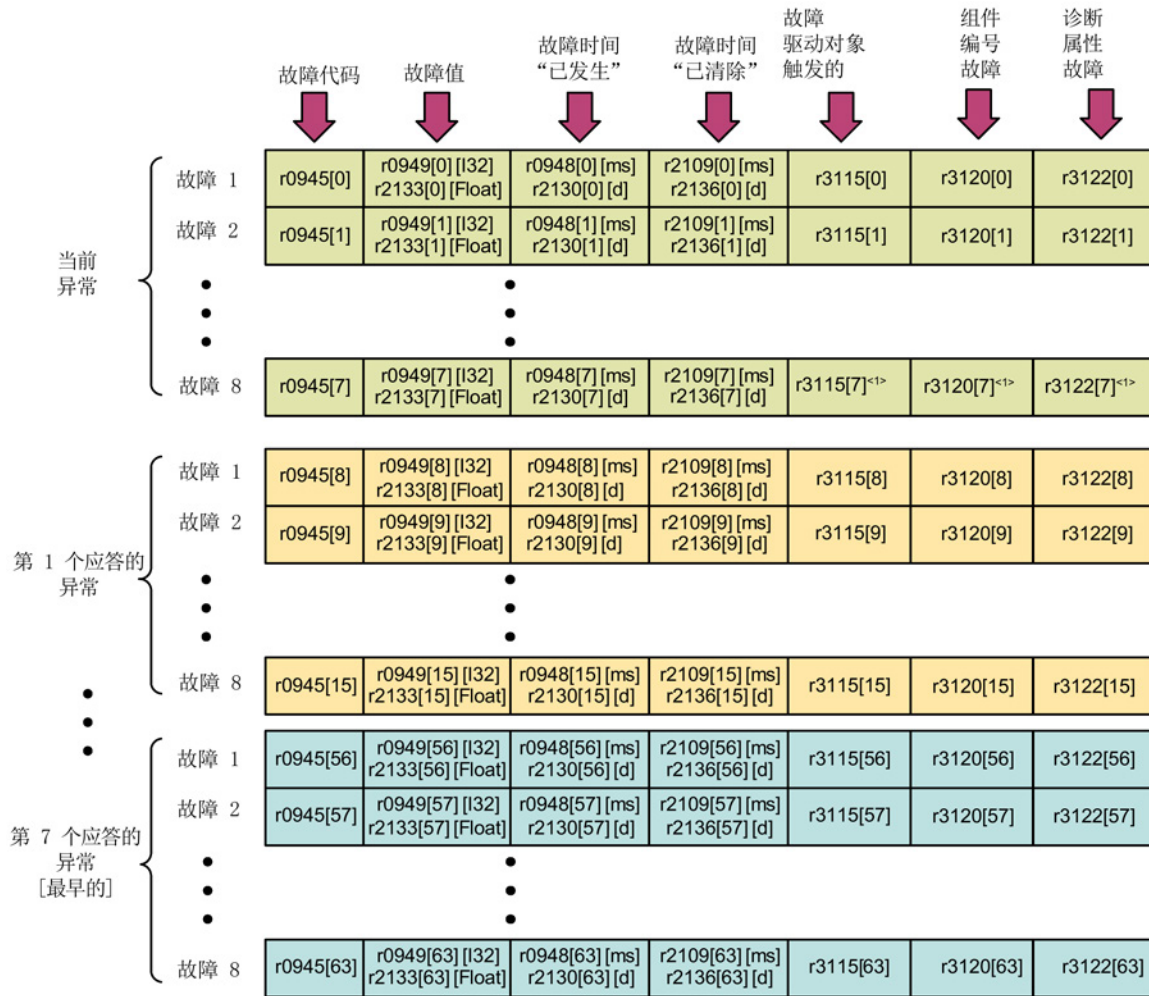 故障代码
故障值
故障时间
“已发生”
故障时间
“已清除”
故障
驱动对象
触发的
组件
编号
故障
诊断
属性
故障
当前
异常
故障 1
r0945[0]
r0949[0] [I32]
r2133[0] [Float]
r0948[0] [ms]
r2130[0] [d]
r2109[0] [ms]
r2136[0] [d]
r3115[0]
r3120[0]
r3122[0]
故障 2
r0945[1]
r0949[1] [I32]
r2133[1] [Float]
r0948[1] [ms]
r2130[1] [d]
r2109[1] [ms]
r2136[1] [d]
r3115[1]
r3120[1]
r3122[1]
故障 8
r0945[7]
r0949[7] [I32]
r2133[7] [Float]
r0948[7] [ms]
r2130[7] [d]
r2109[7] [ms]
r2136[7] [d]
r3115[7]<1>
r3120[7]<1>
r3122[7]<1>
第 1 个应答的
异常
故障 1
r0945[8]
r0949[8] [I32]
r2133[8] [Float]
r0948[8] [ms]
r2130[8] [d]
r2109[8] [ms]
r2136[8] [d]
r3115[8]
r3120[8]
r3122[8]
故障 2
r0945[9]
r0949[9] [I32]
r2133[9] [Float]
r0948[9] [ms]
r2130[9] [d]
r2109[9] [ms]
r2136[9] [d]
r3115[9]
r3120[9]
r3122[9]
故障 8
r0945[15]
r0949[15] [I32]
r2133[15] [Float]
r0948[15] [ms]
r2130[15] [d]
r2109[15] [ms]
r2136[15] [d]
r3115[15]
r3120[15]
r3122[15]
第 7 个应答的
异常
[最早的]
故障 1
r0945[56]
r0949[56] [I32]
r2133[56] [Float]
r0948[56] [ms]
r2130[56] [d]
r2109[56] [ms]
r2136[56] [d]
r3115[56]
r3120[56]
r3122[56]
故障 2
r0945[57]
r0949[57] [I32]
r2133[57] [Float]
r0948[57] [ms]
r2130[57] [d]
r2109[57] [ms]
r2136[57] [d]
r3115[57]
r3120[57]
r3122[57]
故障 8
r0945[63]
r0949[63] [I32]
r2133[63] [Float]
r0948[63] [ms]
r2130[63] [d]
r2109[63] [ms]
r2136[63] [d]
r3115[63]
r3120[63]
r3122[63]